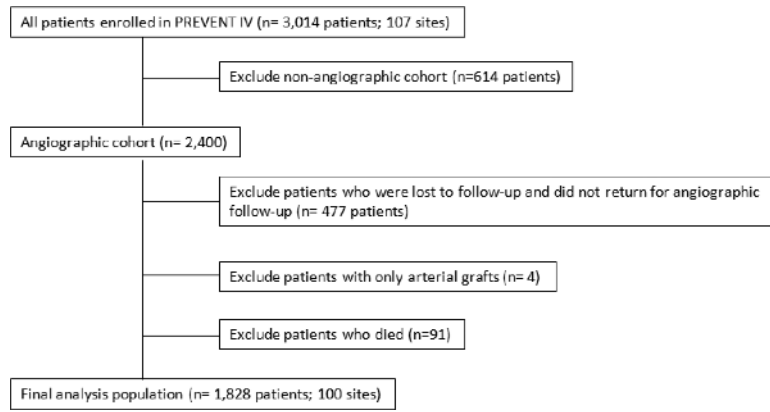 All patients enrolled in PREVENT IV (n= 3,014 patients; 107 sites)
Exclude non-angiographic cohort (n=614 patients)
Angiographic cohort (n= 2,400)
Exclude patients who were lost to follow-up and did not return for angiographic
follow-up (n= 477 patients)
Exclude patients with only arterial grafts (n= 4)
Exclude patients who died (n=91)
Final analysis population (n= 1,828 patients; 100 sites)